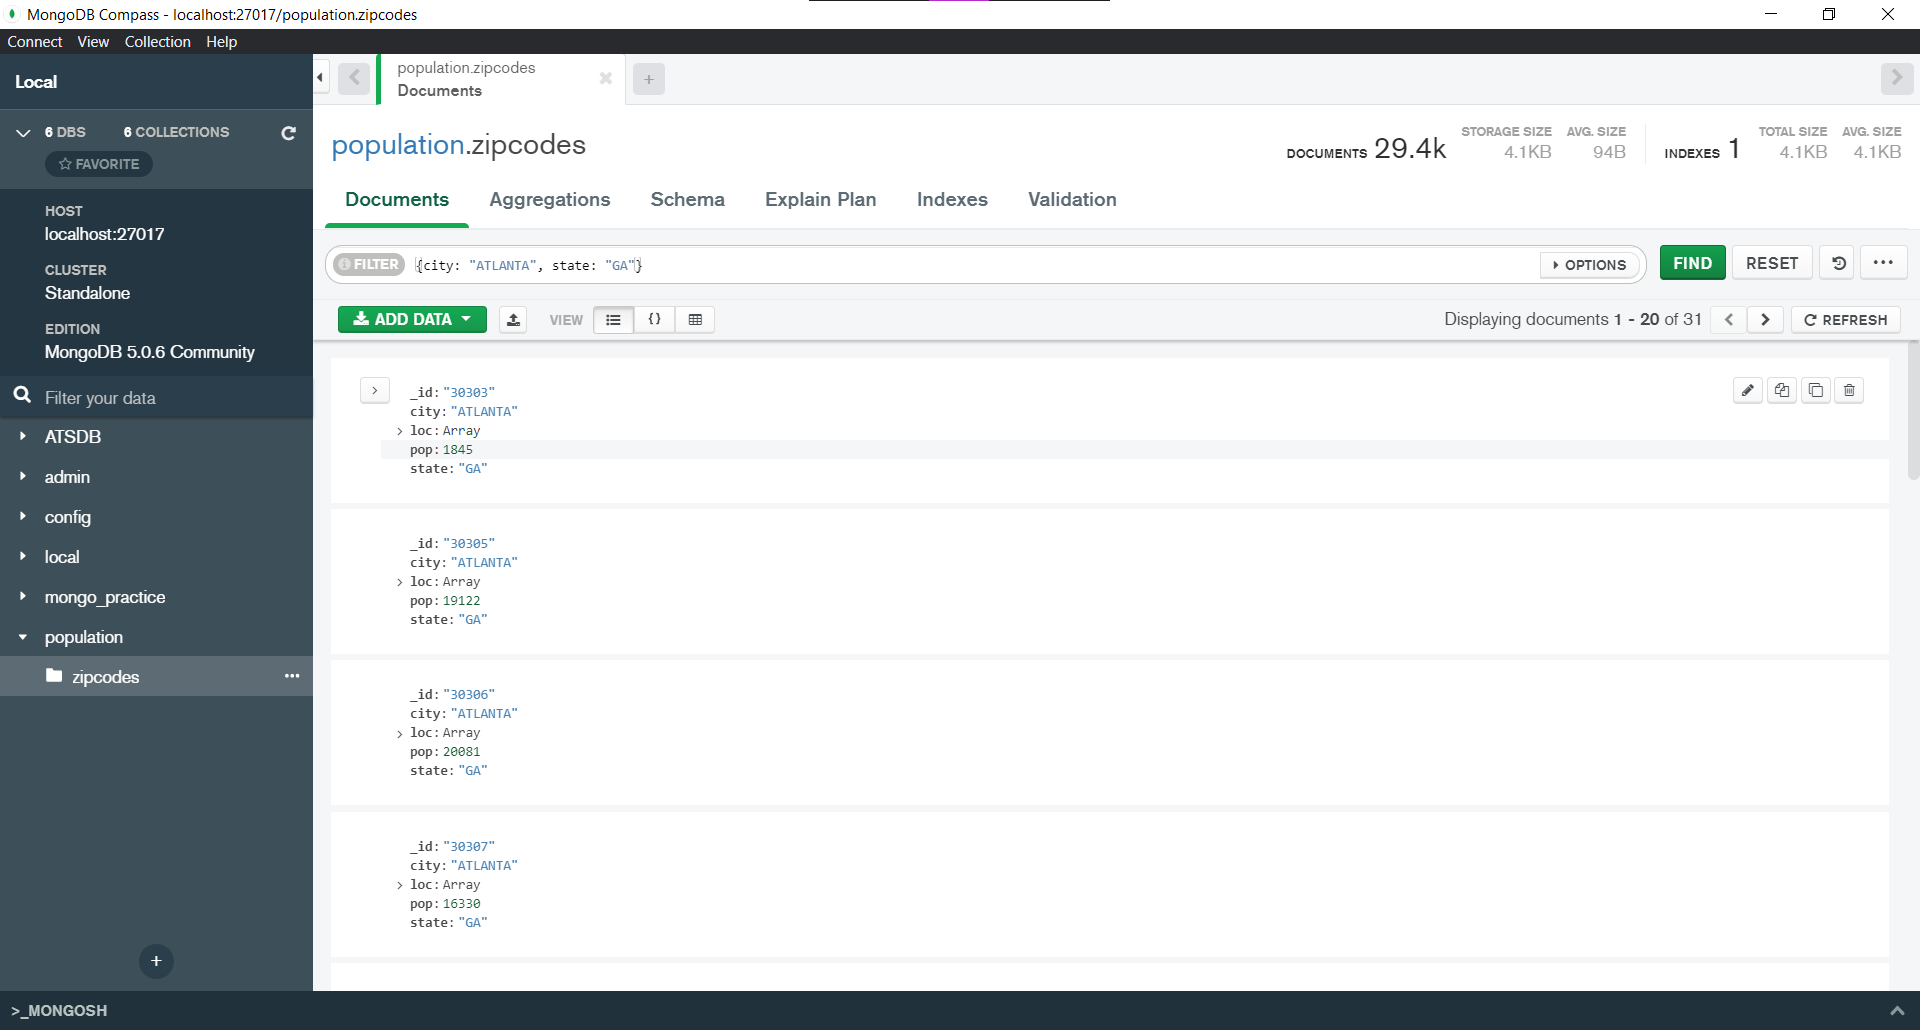 MongoDB Compass - localhost:27017/population.zipcodes
Connect View Collection Help
Local
6 DBS 6 COLLECTIONS
FAVORITE
HOST
localhost:27017
CLUSTER
Standalone
EDITION
MongoDB 5.0.6 Community
Filter your data
ATSDB
admin
config
local
mongo_practice
population
zipcodes
+
population.zipcodes
Documents
+
population.zipcodes
DOCUMENTS 29.4k STORAGE SIZE 4.1KB AVG. SIZE 94B INDEXES 1 TOTAL SIZE 4.1KB AVG. SIZE 4.1KB
Documents Aggregations Schema Explain Plan Indexes Validation
FILTER {city: "ATLANTA", state: "GA"} OPTIONS FIND RESET ...
ADD DATA VIEW {} Displaying documents 1 - 20 of 31 REFRESH
_id: "30303"
city: "ATLANTA"
loc: Array
pop: 1845
state: "GA"
_id: "30305"
city: "ATLANTA"
loc: Array
pop: 19122
state: "GA"
_id: "30306"
city: "ATLANTA"
loc: Array
pop: 20081
state: "GA"
_id: "30307"
city: "ATLANTA"
loc: Array
pop: 16330
state: "GA"
>_MONGOSH